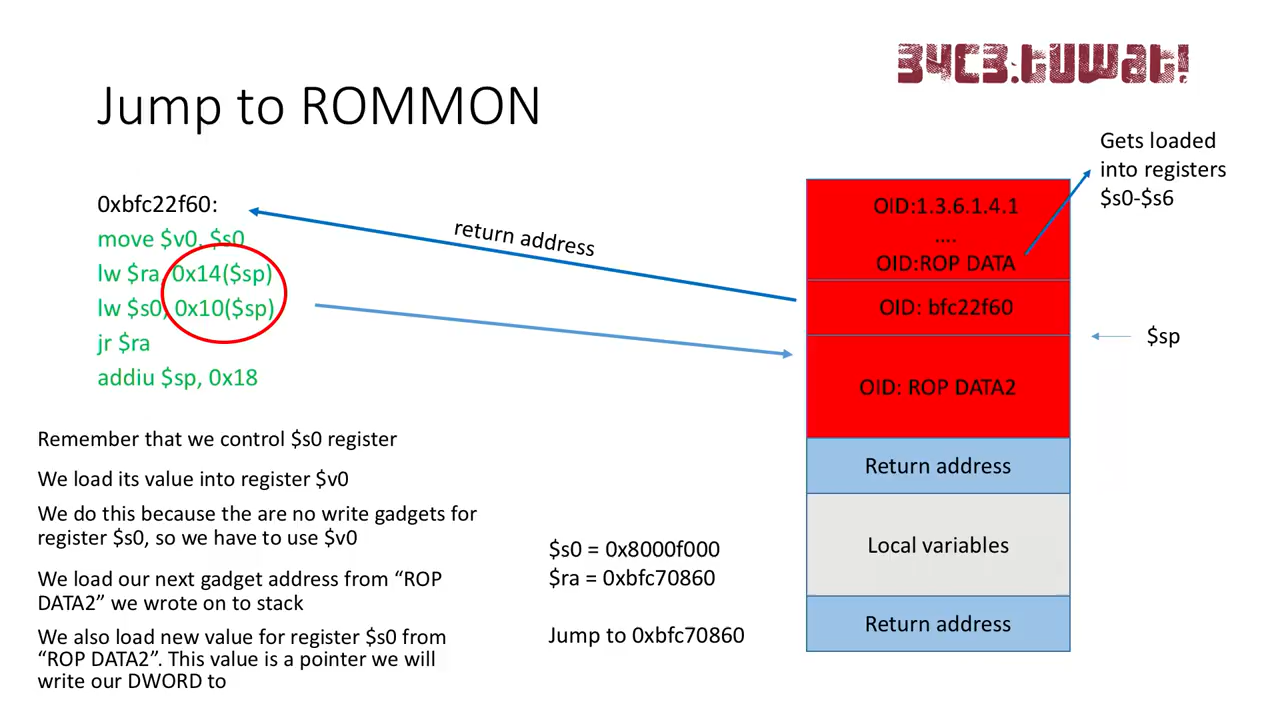 34C3.tuwat!
Jump to ROMMON
Gets loaded
into registers
$s0-$s6
0xbfc22f60:
move $v0, $s0
lw $ra, 0x14($sp)
lw $s0, 0x10($sp)
jr $ra
addiu $sp, 0x18
return address
OID:1.3.6.1.4.1
....
OID:ROP DATA
OID: bfc22f60
$sp
OID: ROP DATA2
Return address
Local variables
Return address
Remember that we control $s0 register
We load its value into register $v0
We do this because the are no write gadgets for
register $s0, so we have to use $v0
We load our next gadget address from “ROP
DATA2” we wrote on to stack
We also load new value for register $s0 from
“ROP DATA2”. This value is a pointer we will
write our DWORD to
$s0 = 0x8000f000
$ra = 0xbfc70860
Jump to 0xbfc70860